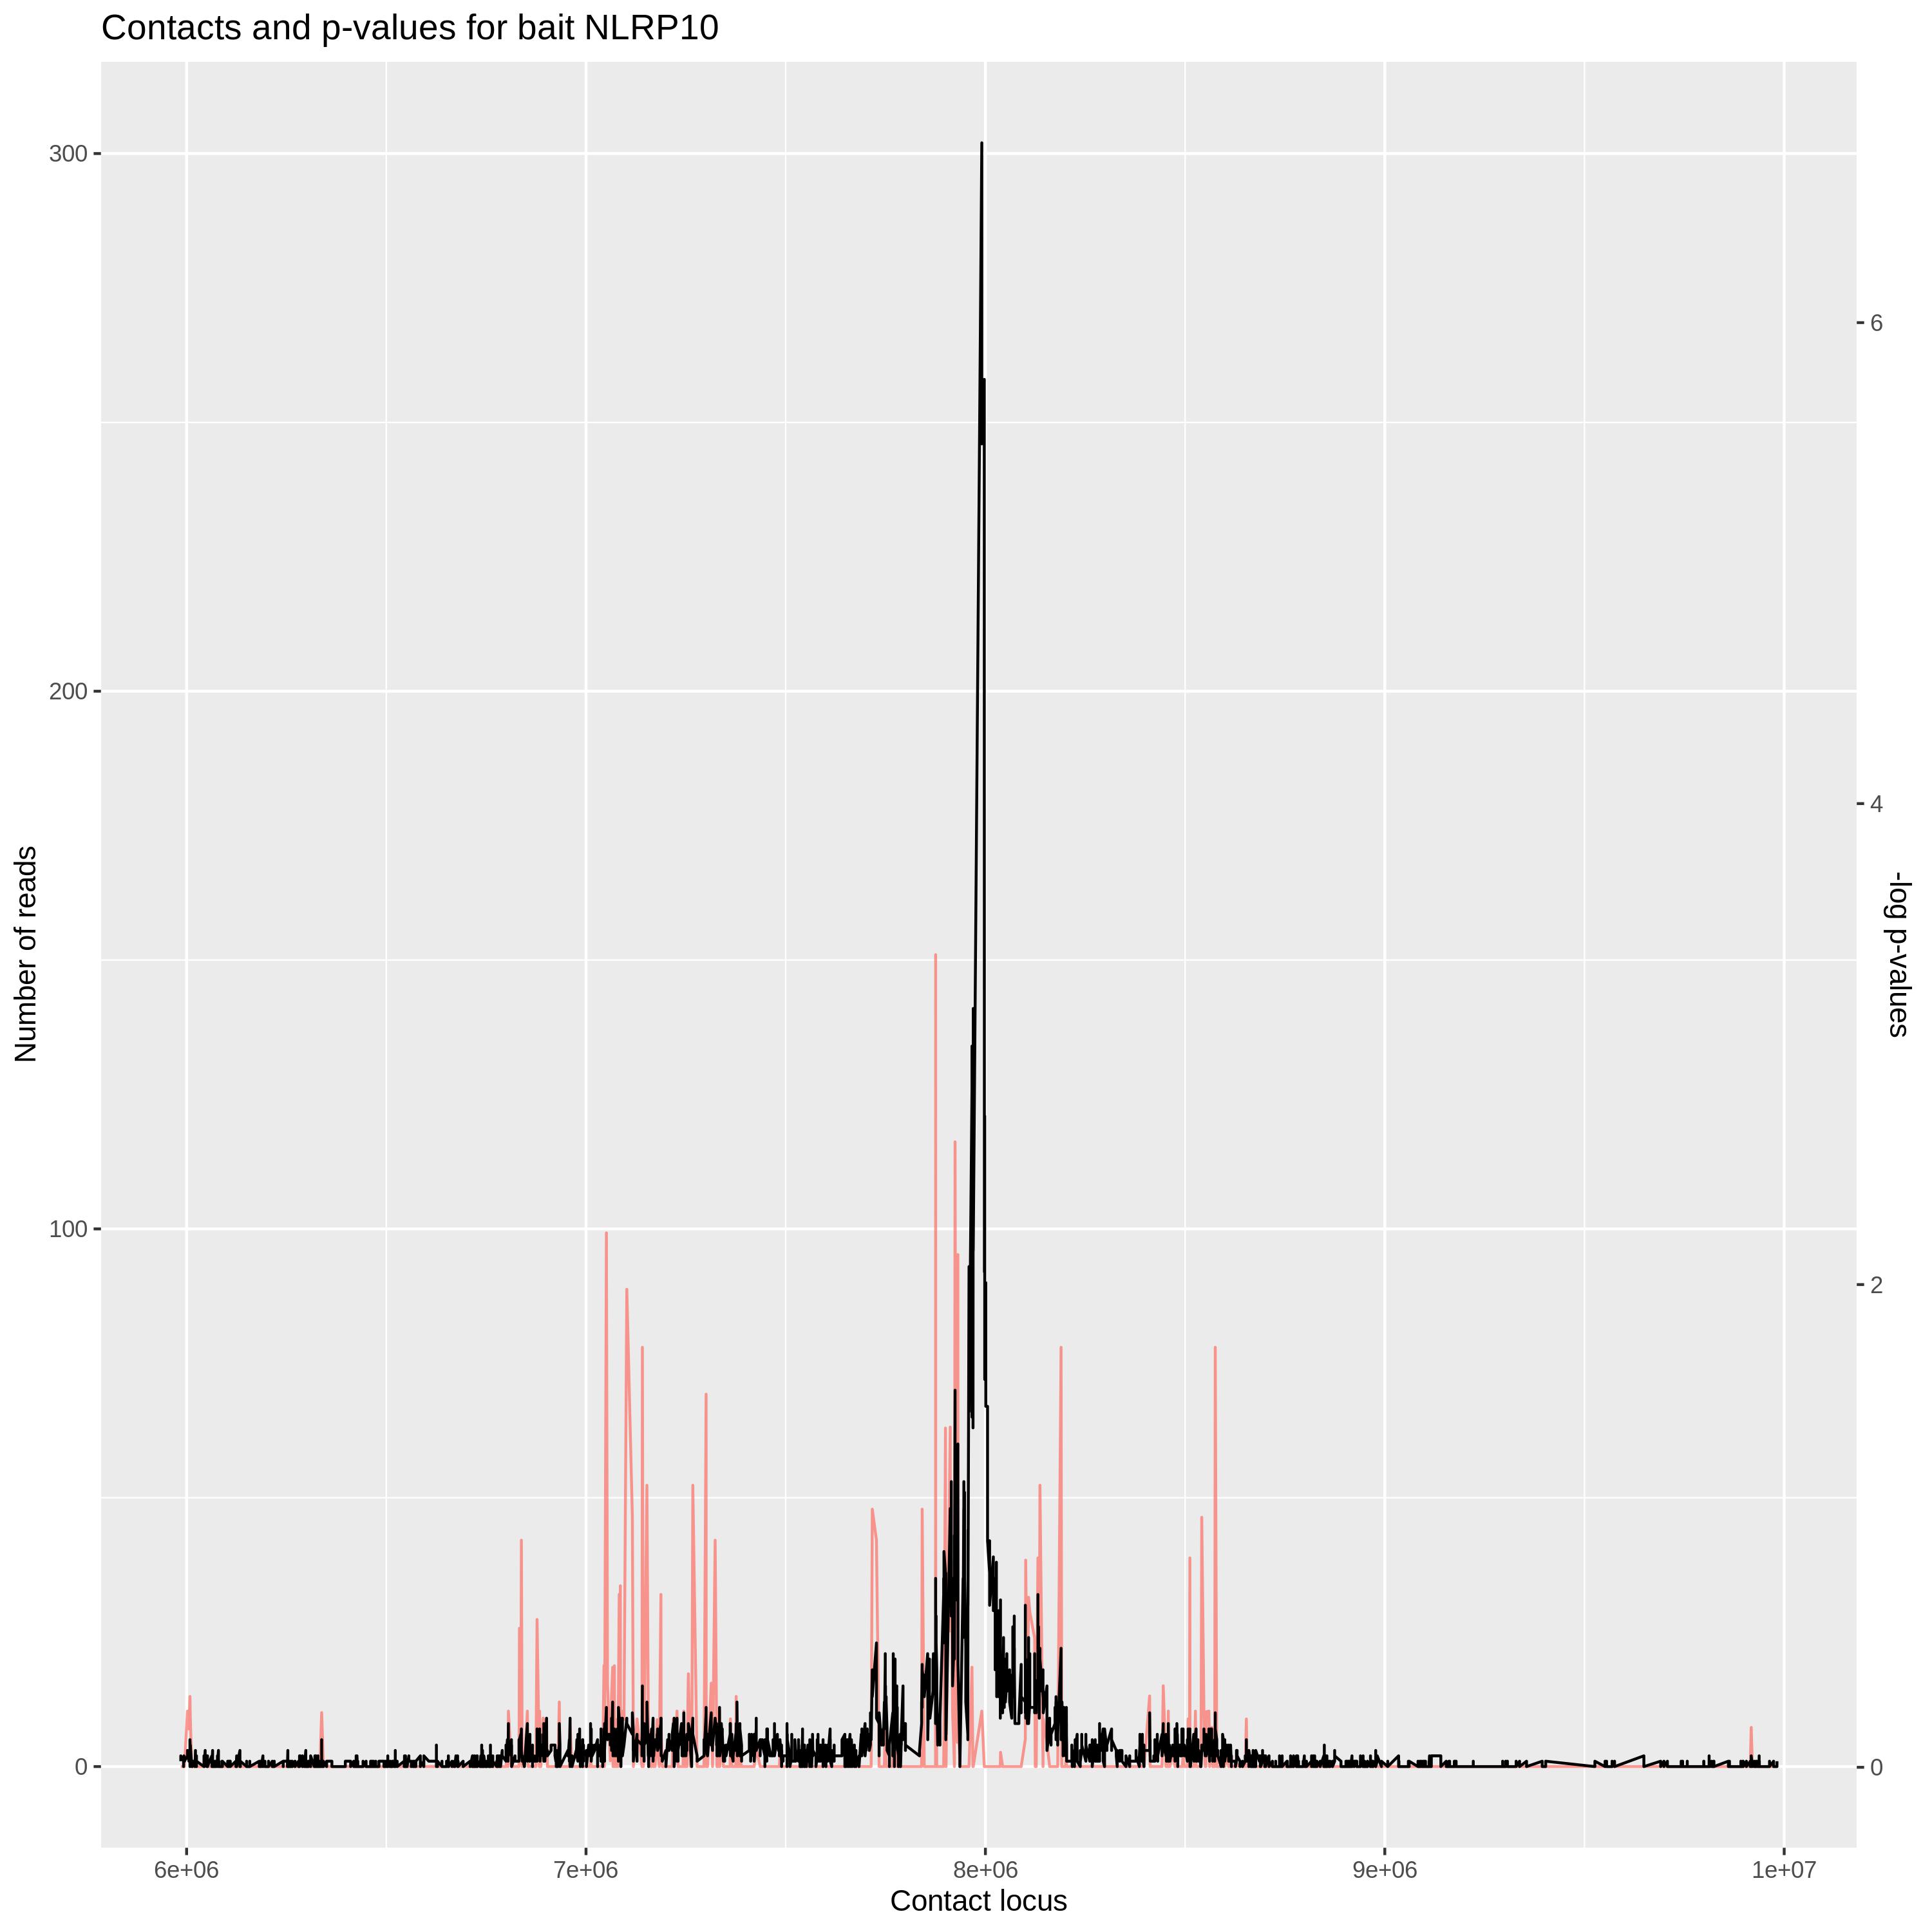 Contacts and p-values for bait NLRP10
300
200
100
0
Number of reads
6
4
2
0
-log p-values
6e+06
7e+06
8e+06
9e+06
1e+07
Contact locus